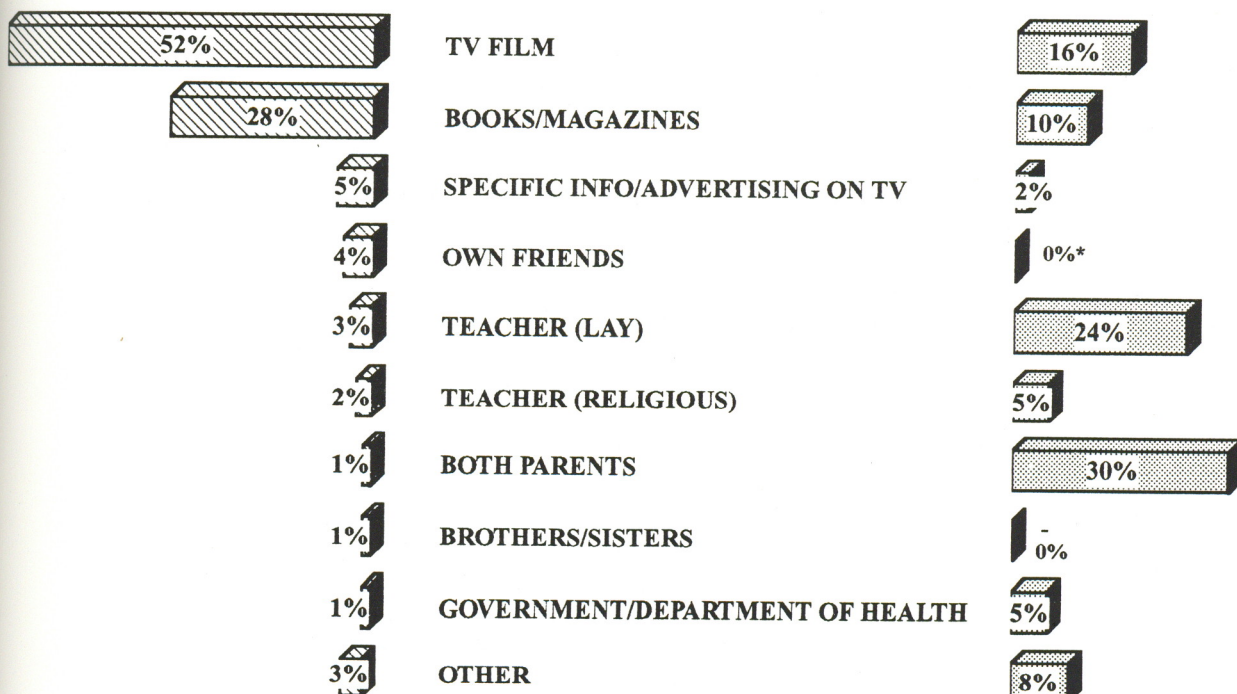 52% TV FILM 16%
28% BOOKS/MAGAZINES 10%
5% SPECIFIC INFO/ADVERTISING ON TV 2%
4% OWN FRIENDS 0%*
3% TEACHER (LAY) 24%
2% TEACHER (RELIGIOUS) 5%
1% BOTH PARENTS 30%
1% BROTHERS/SISTERS -
0%
1% GOVERNMENT/DEPARTMENT OF HEALTH 5%
3% OTHER 8%